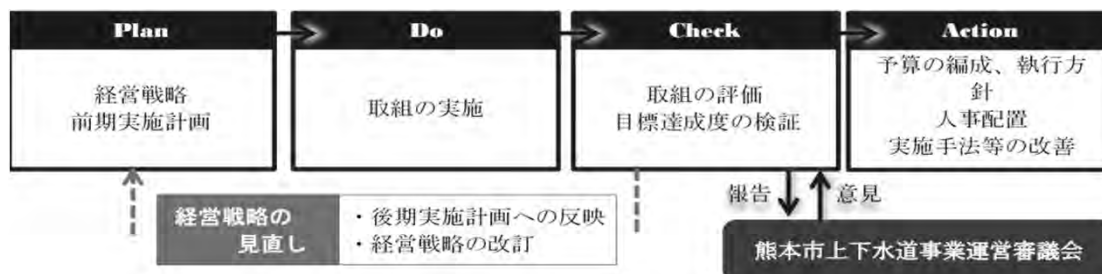 Plan
経営戦略
前期実施計画
Do
取組の実施
Check
取組の評価
目標達成度の検証
Action
予算の編成、執行方
針
人事配置
実施手法等の改善
経営戦略の
見直し
・後期実施計画への反映
・経営戦略の改訂
報告
意見
熊本市上下水道事業運営審議会